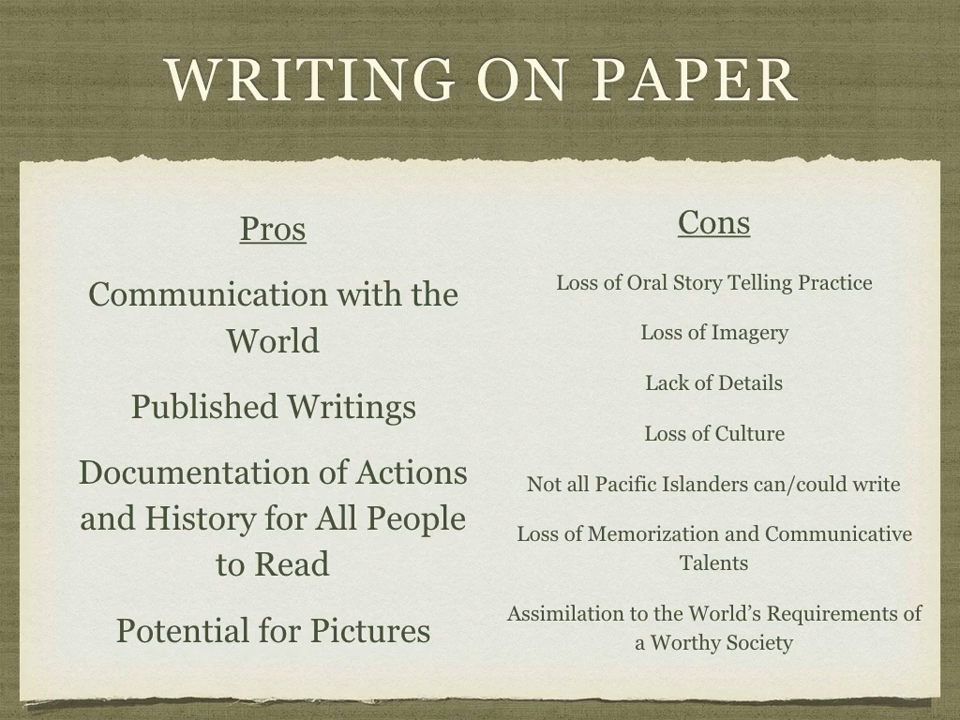 WRITING ON PAPER
Pros
Communication with the
World
Published Writings
Documentation of Actions
and History for All People
to Read
Potential for Pictures
Cons
Loss of Oral Story Telling Practice
Loss of Imagery
Lack of Details
Loss of Culture
Not all Pacific Islanders can/could write
Loss of Memorization and Communicative
Talents
Assimilation to the World’s Requirements of
a Worthy Society